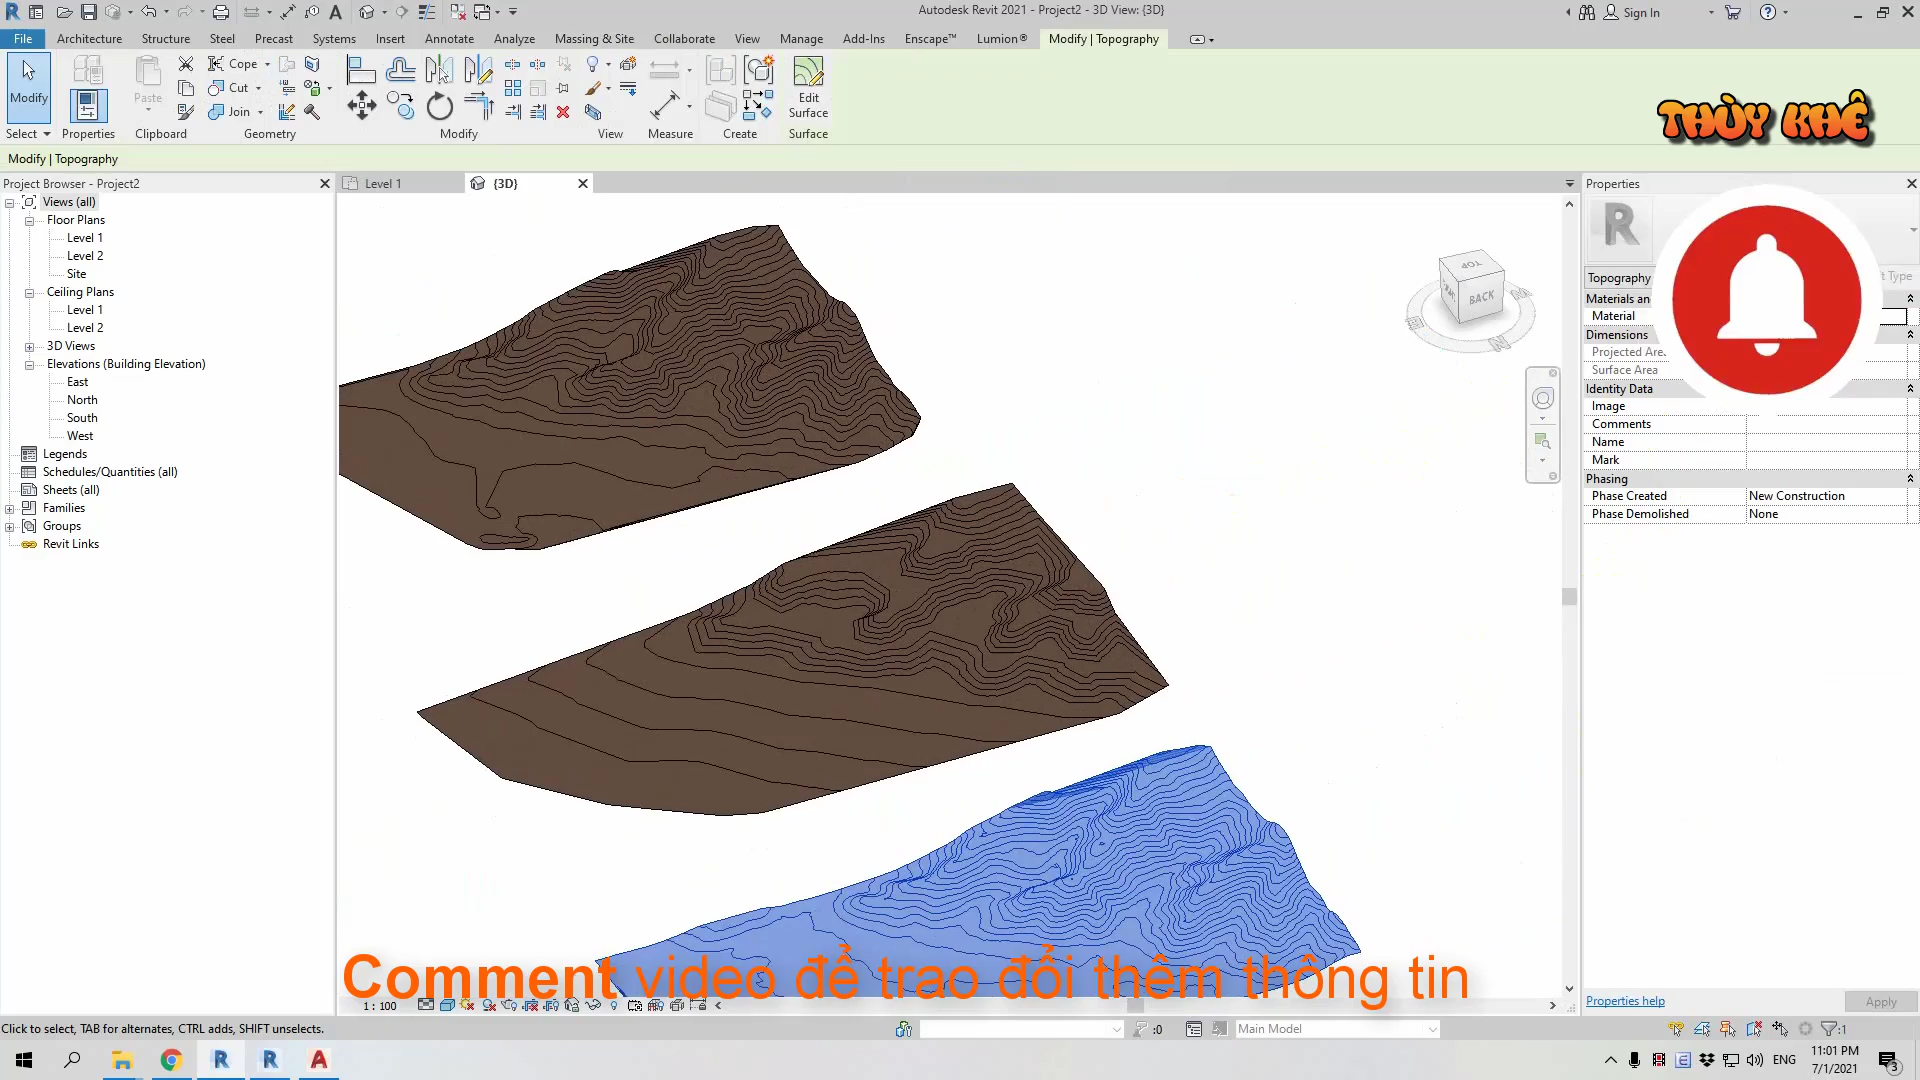 Autodesk Revit 2021 - Project2 - 3D View: {3D}
Sign In
File Architecture Structure Steel Precast Systems Insert Annotate Analyze Massing & Site Collaborate View Manage Add-Ins Enscape™ Lumion® Modify | Topography
Modify
Paste
Cope
Cut
Join
Edit
Surface
Select Properties Clipboard Geometry Modify View Measure Create Surface
THÙY KHÊ
Modify | Topography
Project Browser - Project2
Level 1
{3D}
Properties
Views (all)
Floor Plans
Level 1
Level 2
Site
Ceiling Plans
Level 1
Level 2
3D Views
Elevations (Building Elevation)
East
North
South
West
Legends
Schedules/Quantities (all)
Sheets (all)
Families
Groups
Revit Links
TOP
BACK
Topography
Materials an
Material
Dimensions
Projected Are.
Surface Area
Identity Data
Image
Comments
Name
Mark
Phasing
Phase Created New Construction
Phase Demolished None
Comment video để trao đổi thêm thông tin
1 : 100
Properties help
Apply
Click to select, TAB for alternates, CTRL adds, SHIFT unselects.
:0
Main Model
:1
ENG
11:01 PM
7/1/2021
3